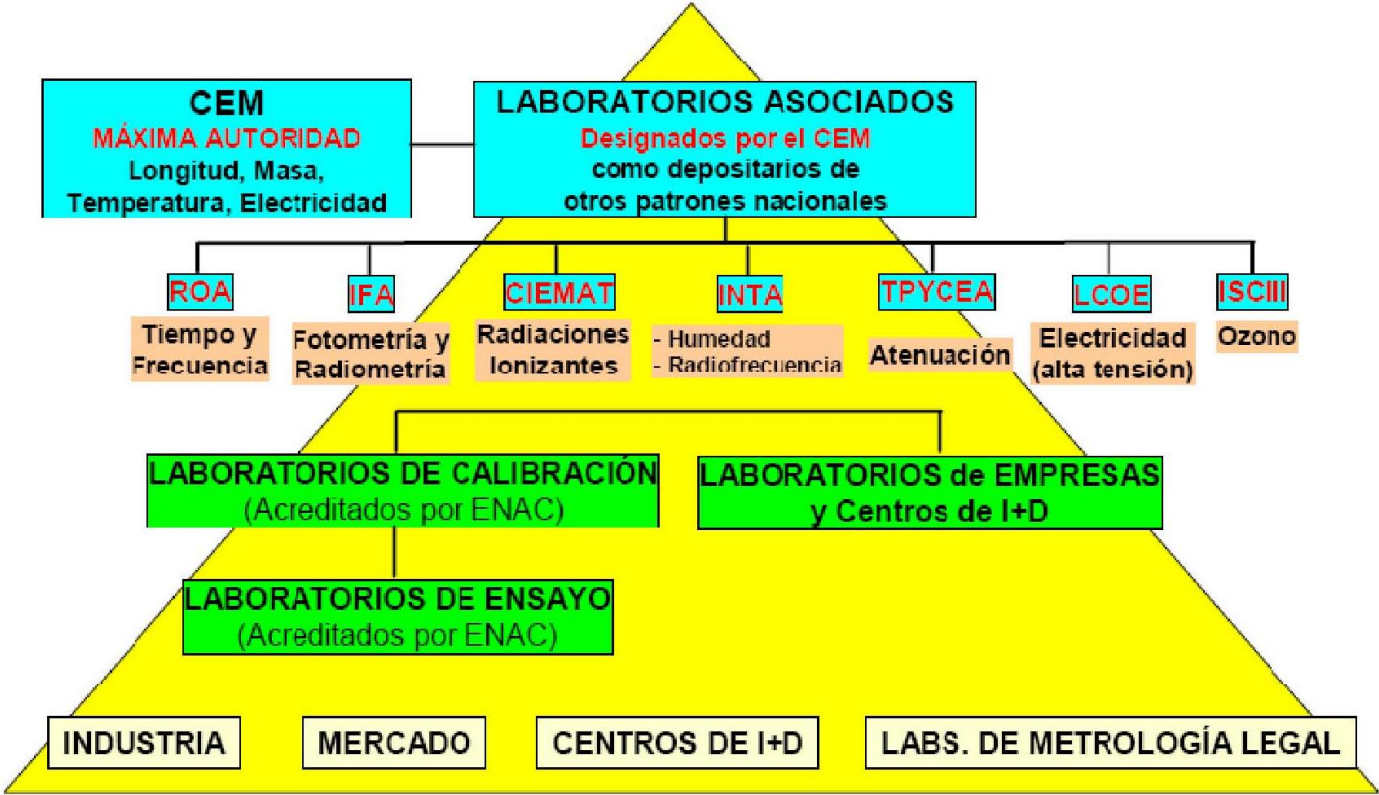 CEM
MÁXIMA AUTORIDAD
Longitud, Masa,
Temperatura, Electricidad
LABORATORIOS ASOCIADOS
Designados por el CEM
como depositarios de
otros patrones nacionales
ROA
Tiempo y
Frecuencia
IFA
Fotometría y
Radiometría
CIEMAT
Radiaciones
Ionizantes
INTA
- Humedad
- Radiofrecuencia
TPYCEA
Atenuación
LCOE
Electricidad
(alta tensión)
ISCIII
Ozono
LABORATORIOS DE CALIBRACIÓN
(Acreditados por ENAC)
LABORATORIOS de EMPRESAS
y Centros de I+D
LABORATORIOS DE ENSAYO
(Acreditados por ENAC)
INDUSTRIA
MERCADO
CENTROS DE I+D
LABS. DE METROLOGÍA LEGAL